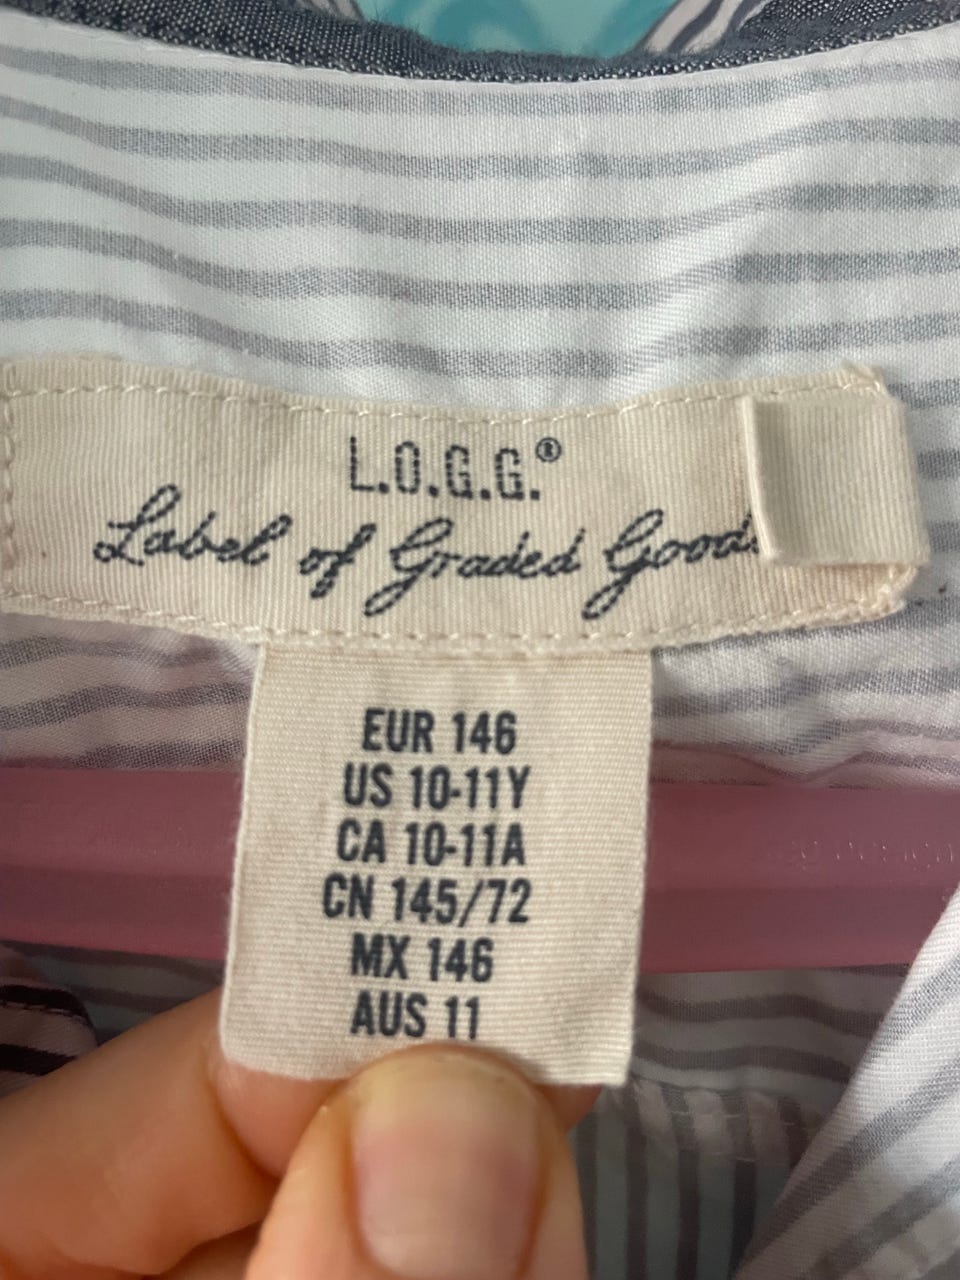 L.O.G.G.®
Label of Graded Goods
EUR 146
US 10-11Y
CA 10-11A
CN 145/72
MX 146
AUS 11